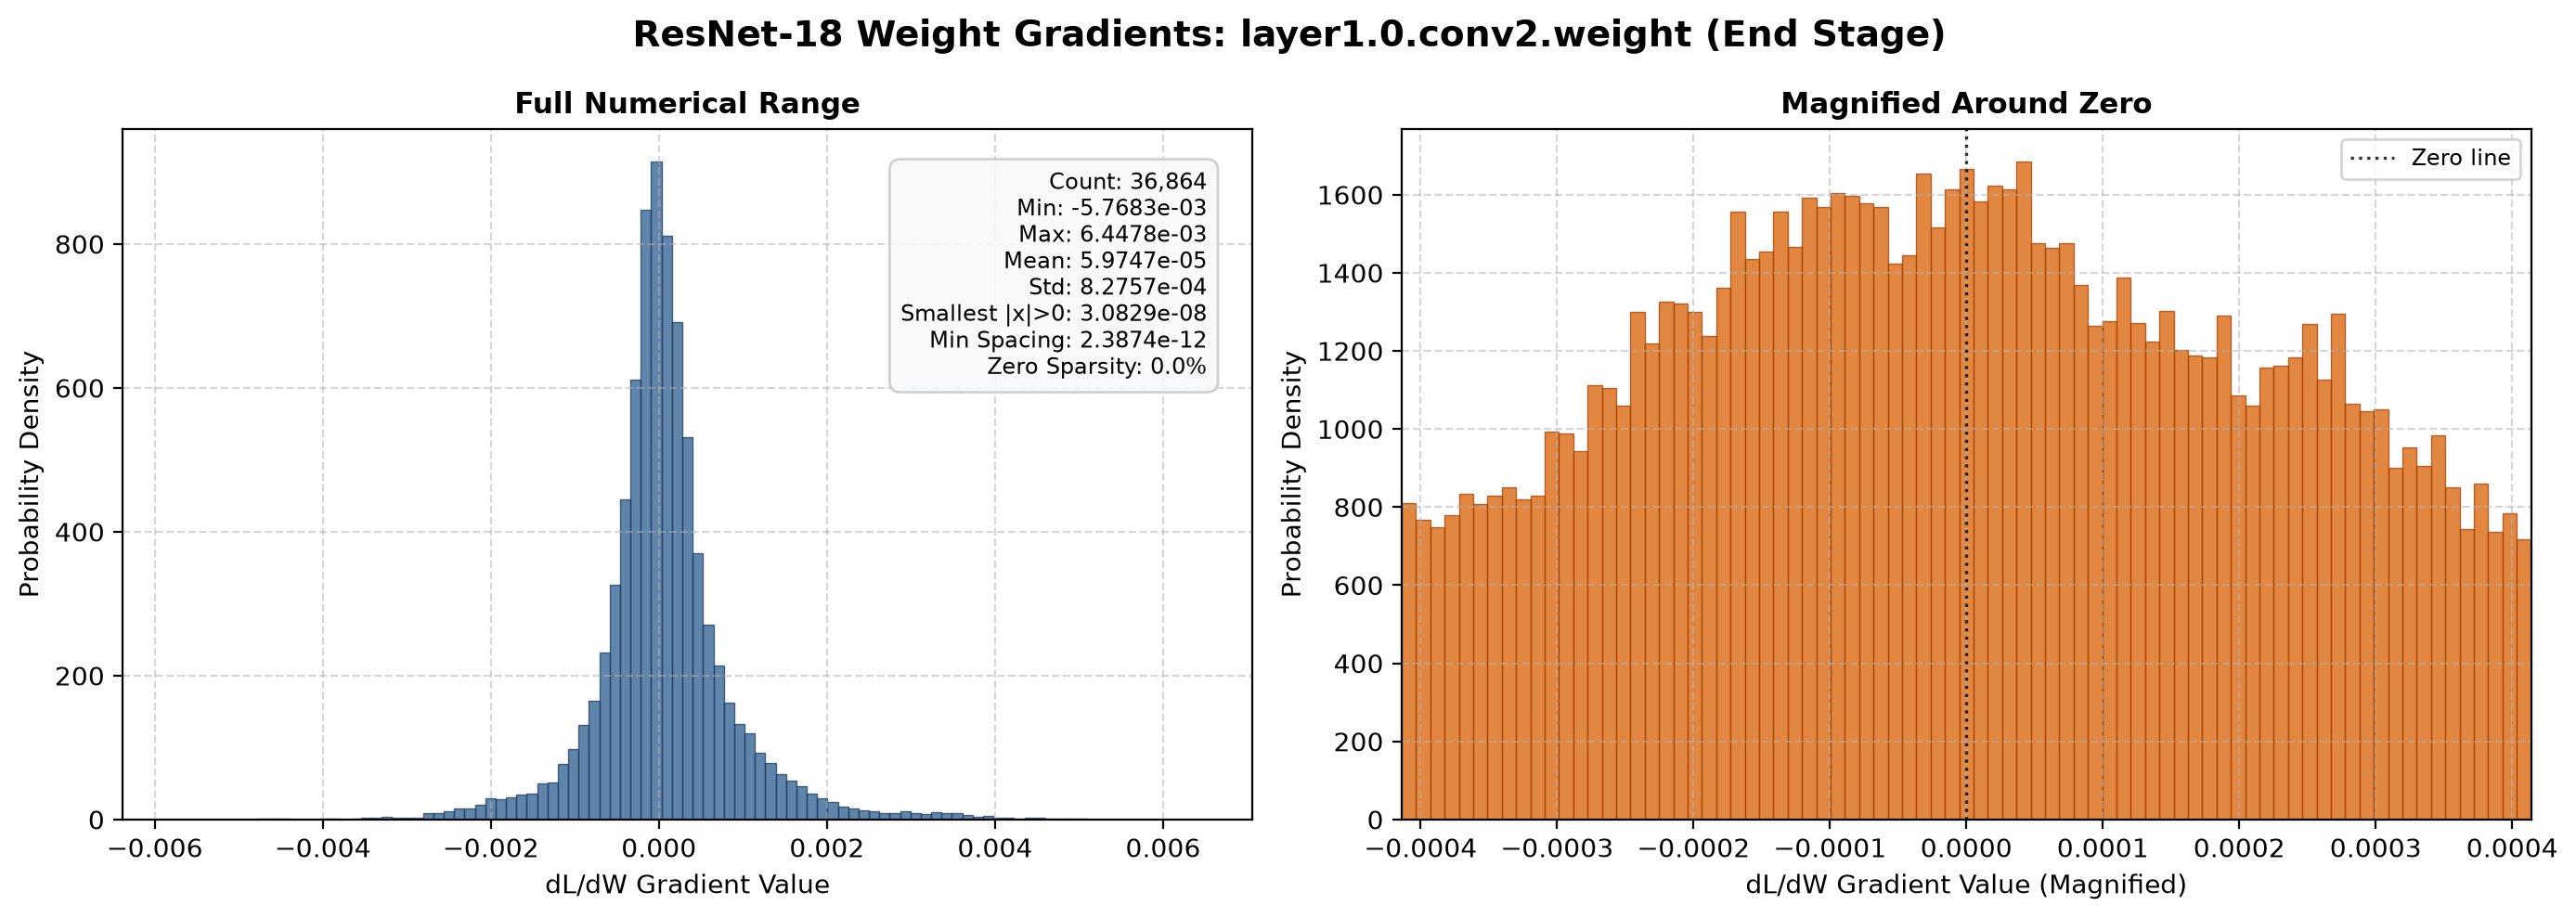 ResNet-18 Weight Gradients: layer1.0.conv2.weight (End Stage)
Full Numerical Range
Probability Density
800
600
400
200
0
Count: 36,864
Min: -5.7683e-03
Max: 6.4478e-03
Mean: 5.9747e-05
Std: 8.2757e-04
Smallest |x|>0: 3.0829e-08
Min Spacing: 2.3874e-12
Zero Sparsity: 0.0%
−0.006 −0.004 −0.002 0.000 0.002 0.004 0.006
dL/dW Gradient Value
Magnified Around Zero
Probability Density
1600
1400
1200
1000
800
600
400
200
0
Zero line
−0.0004 −0.0003 −0.0002 −0.0001 0.0000 0.0001 0.0002 0.0003 0.0004
dL/dW Gradient Value (Magnified)